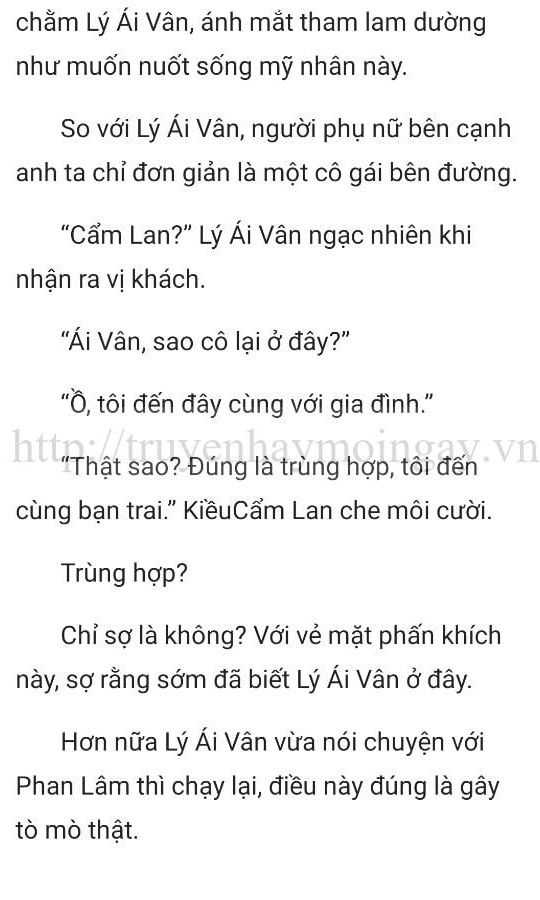 chằm Lý Ái Vân, ánh mắt tham lam dường
như muốn nuốt sống mỹ nhân này.
So với Lý Ái Vân, người phụ nữ bên cạnh
anh ta chỉ đơn giản là một cô gái bên đường.
“Cẩm Lan?” Lý Ái Vân ngạc nhiên khi
nhận ra vị khách.
“Ái Vân, sao cô lại ở đây?”
“Ồ, tôi đến đây cùng với gia đình.”
http://truyenhaymoingay.vn
“Thật sao? Đúng là trùng hợp, tôi đến
cùng bạn trai.” KiềuCẩm Lan che môi cười.
Trùng hợp?
Chỉ sợ là không? Với vẻ mặt phấn khích
này, sợ rằng sớm đã biết Lý Ái Vân ở đây.
Hơn nữa Lý Ái Vân vừa nói chuyện với
Phan Lâm thì chạy lại, điều này đúng là gây
tò mò thật.